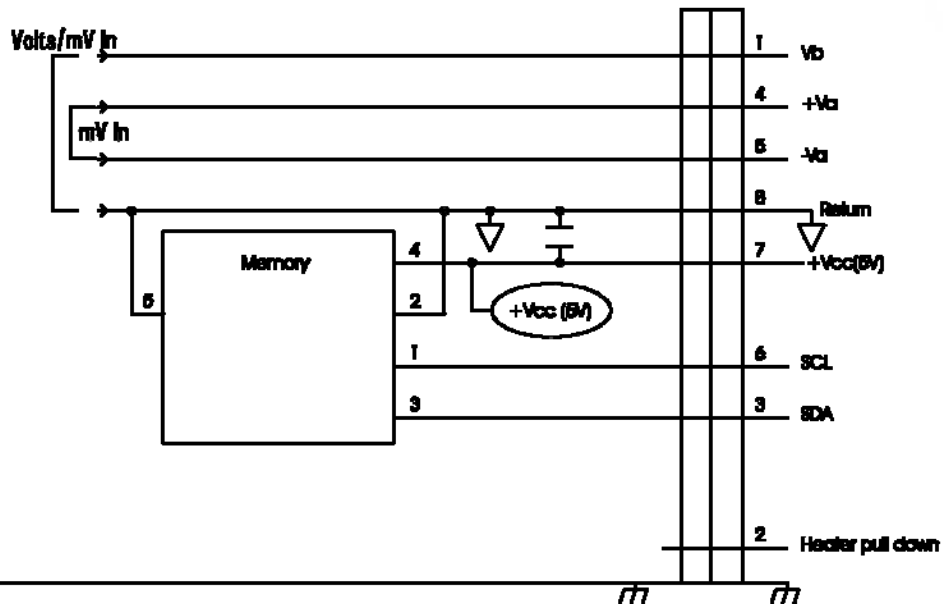 Volts/mV In
1 Vb
4 +Va
mV In
5 -Va
8 Return
Memory
4
7 +Vcc(5V)
5
2
+Vcc (5V)
1
6 SCL
3
3 SDA
2 Heater pull down